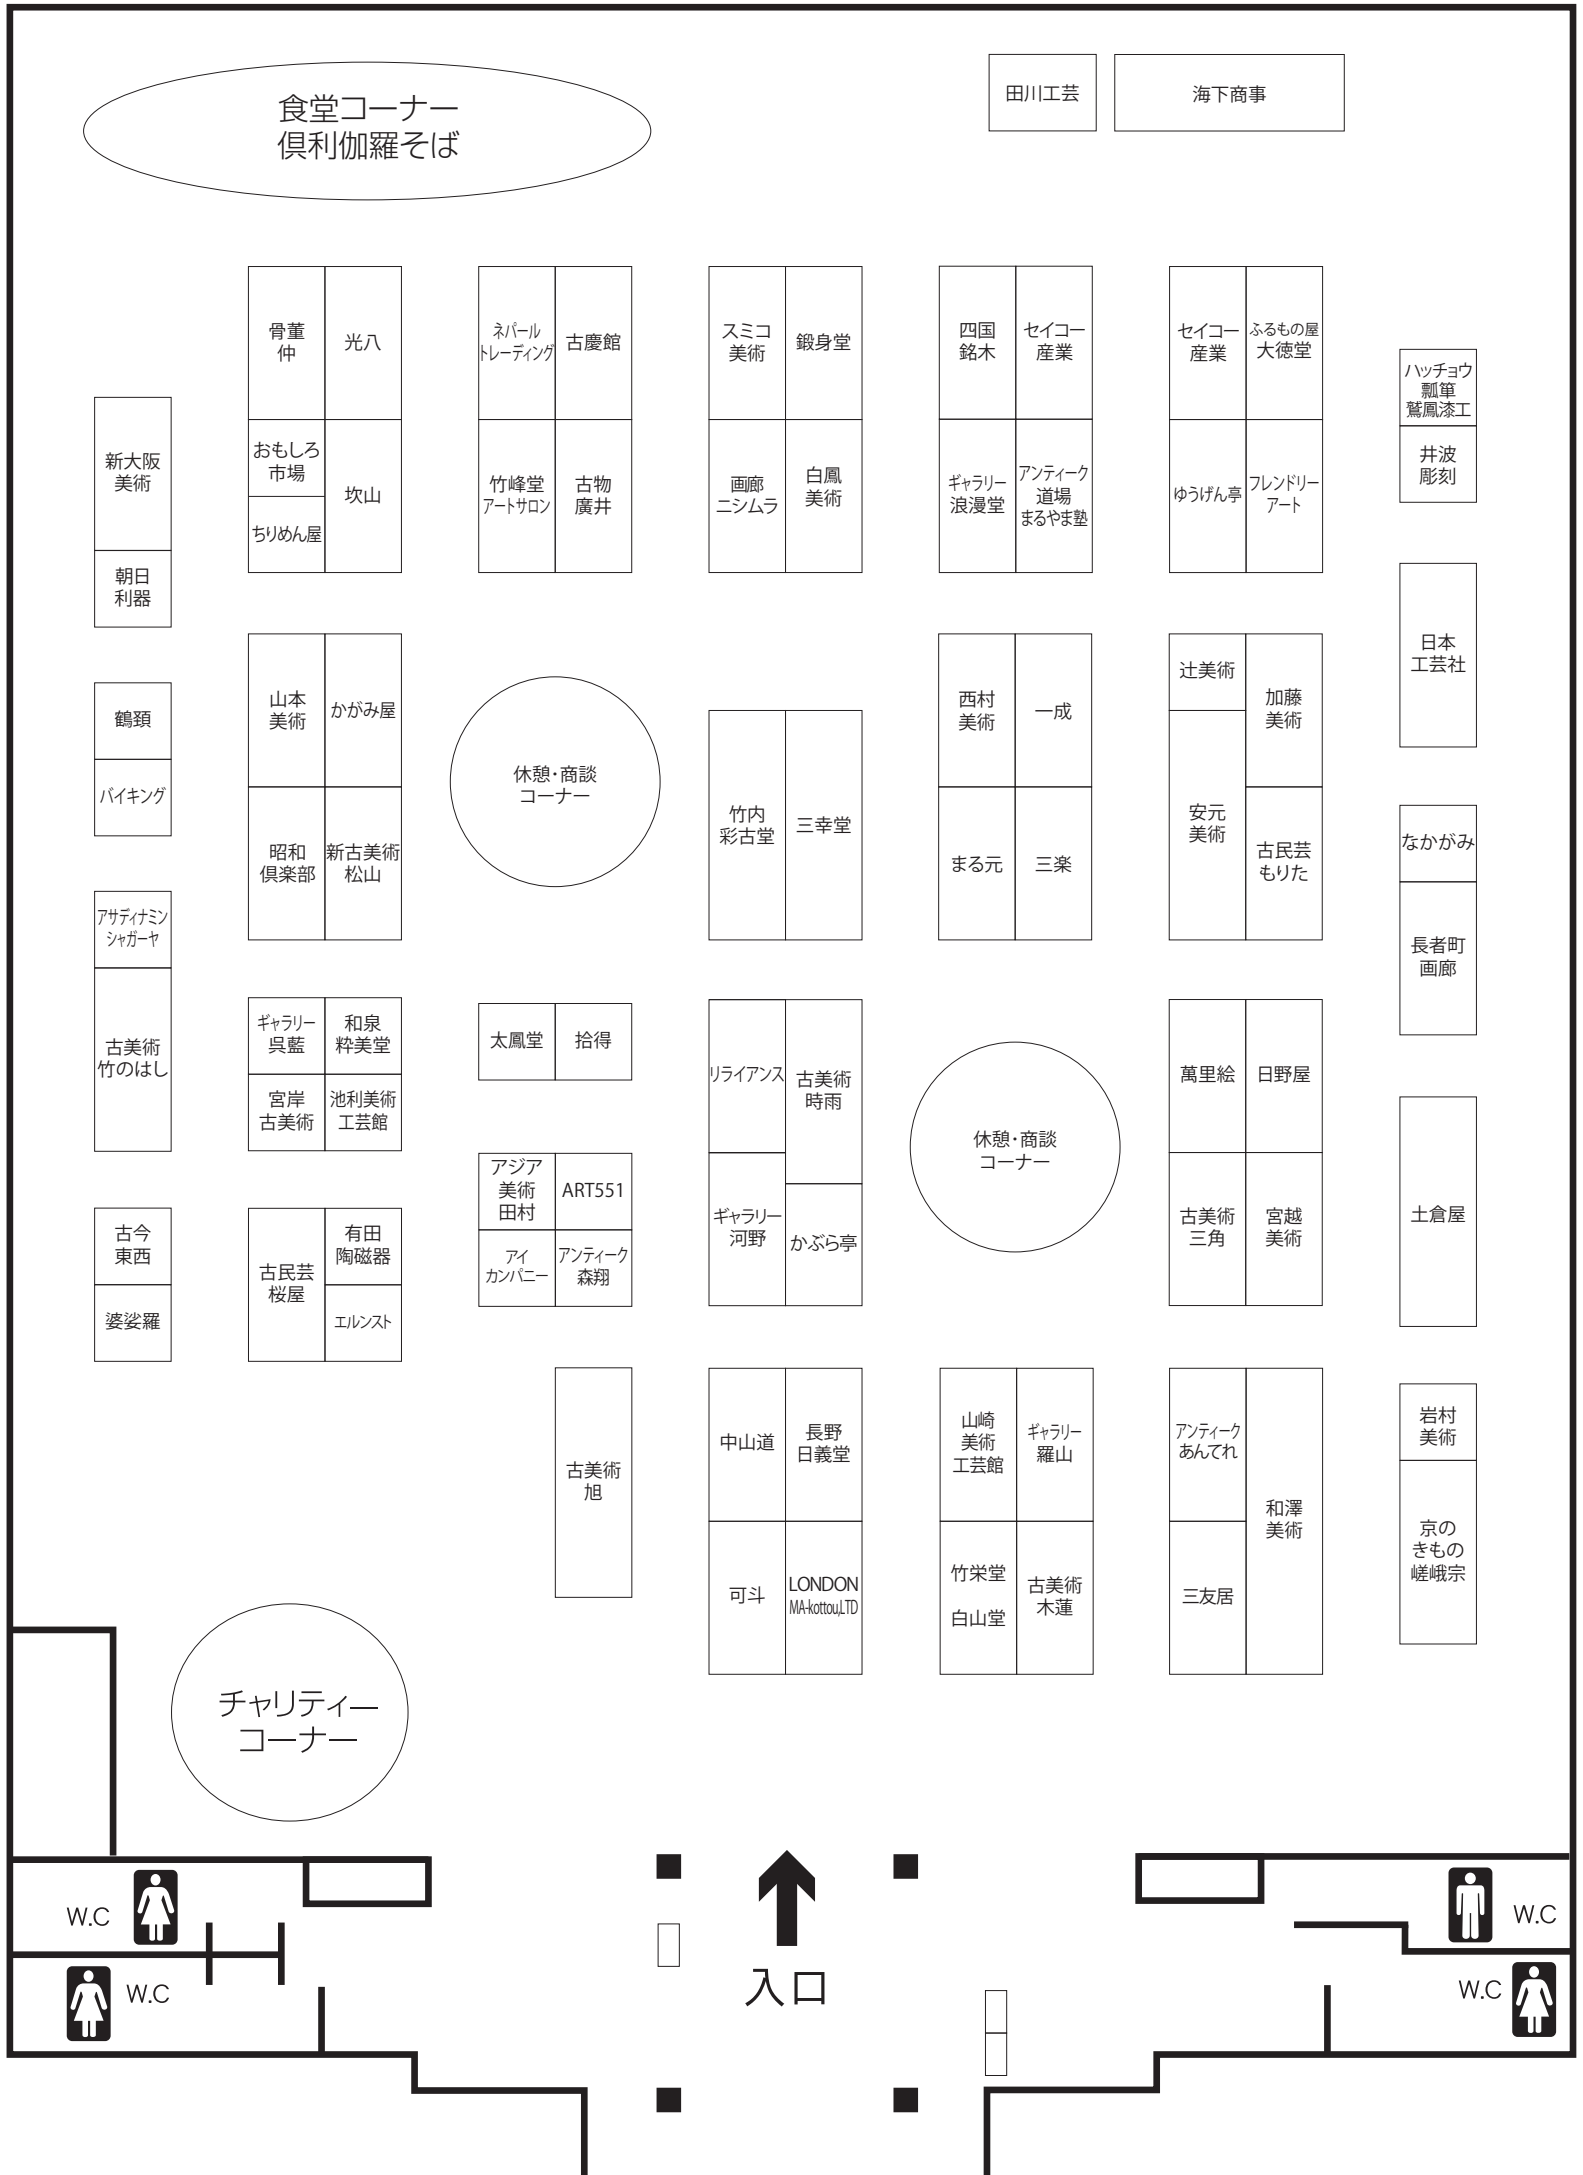 食堂コーナー
倶利伽羅そば
田川工芸
海下商事
骨董
仲
光八
おもしろ
市場
ちりめん屋
坎山
ネパール
トレーディング
古慶館
竹峰堂
アートサロン
古物
廣井
スミコ
美術
鍛身堂
画廊
ニシムラ
白鳳
美術
四国
銘木
セイコー
産業
ギャラリー
浪漫堂
アンティーク
道場
まるやま塾
セイコー
産業
ふるもの屋
大徳堂
ゆうげん亭
フレンドリー
アート
ハッチョウ
瓢箪
鷲鳳漆工
井波
彫刻
新大阪
美術
朝日
利器
鶴頚
バイキング
山本
美術
かがみ屋
昭和
倶楽部
新古美術
松山
休憩・商談
コーナー
竹内
彩古堂
三幸堂
西村
美術
一成
まる元
三楽
辻美術
加藤
美術
安元
美術
古民芸
もりた
日本
工芸社
なかがみ
長者町
画廊
アサディナミン
シャガーヤ
古美術
竹のはし
ギャラリー
呉藍
和泉
粋美堂
宮岸
古美術
池利美術
工芸館
太鳳堂
拾得
アジア
美術
田村
ART551
アイ
カンパニー
アンティーク
森翔
リライアンス
古美術
時雨
ギャラリー
河野
かぶら亭
休憩・商談
コーナー
萬里絵
日野屋
古美術
三角
宮越
美術
土倉屋
古今
東西
婆娑羅
古民芸
桜屋
有田
陶磁器
エルンスト
古美術
旭
中山道
長野
日義堂
可斗
LONDON
MA-kottou,LTD
山崎
美術
工芸館
ギャラリー
羅山
竹栄堂
白山堂
古美術
木蓮
アンティーク
あんてれ
和澤
美術
三友居
岩村
美術
京の
きもの
嵯峨宗
チャリティー
コーナー
W.C
W.C
入口
W.C
W.C